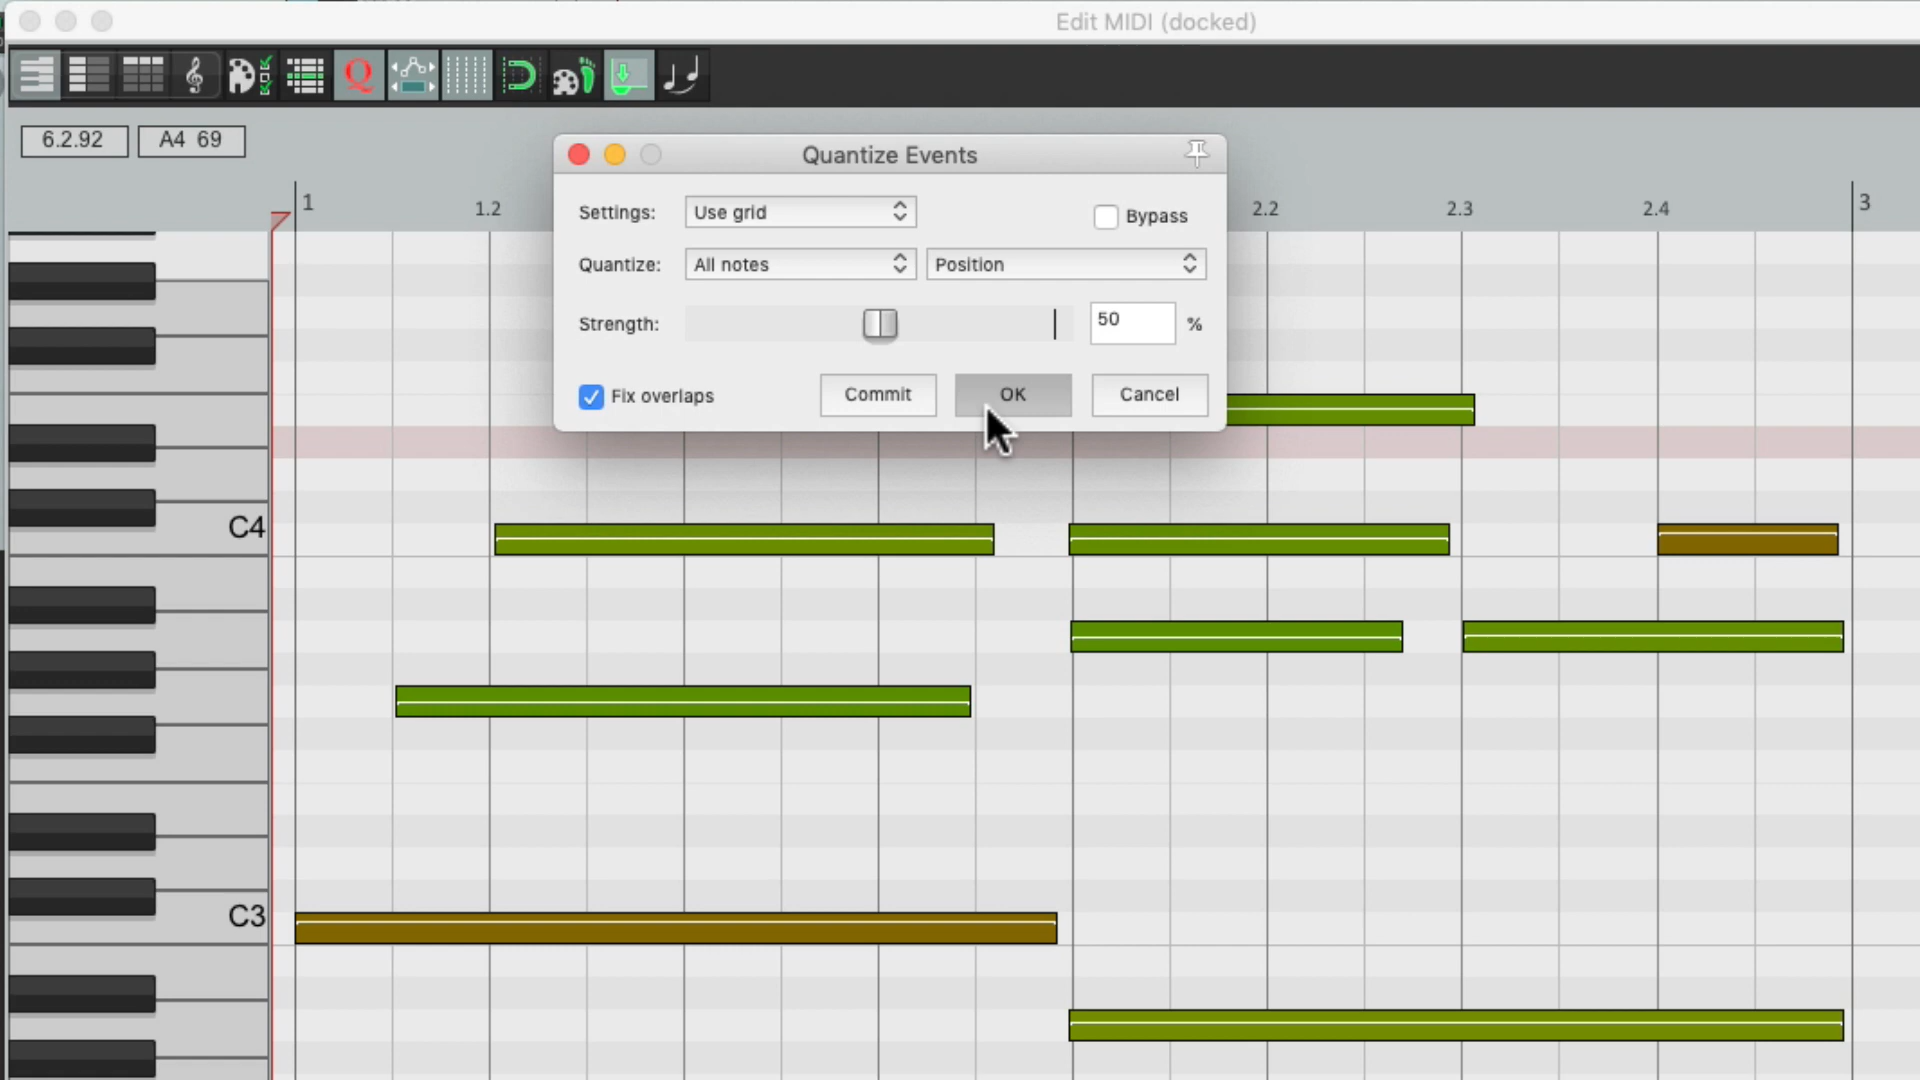 Edit MIDI (docked)
Q
6.2.92
A4 69
Quantize Events
Settings: Use grid
Bypass
1
1.2
2.2
2.3
2.4
3
Quantize: All notes Position
Strength: 50 %
Fix overlaps Commit OK Cancel
C4
C3